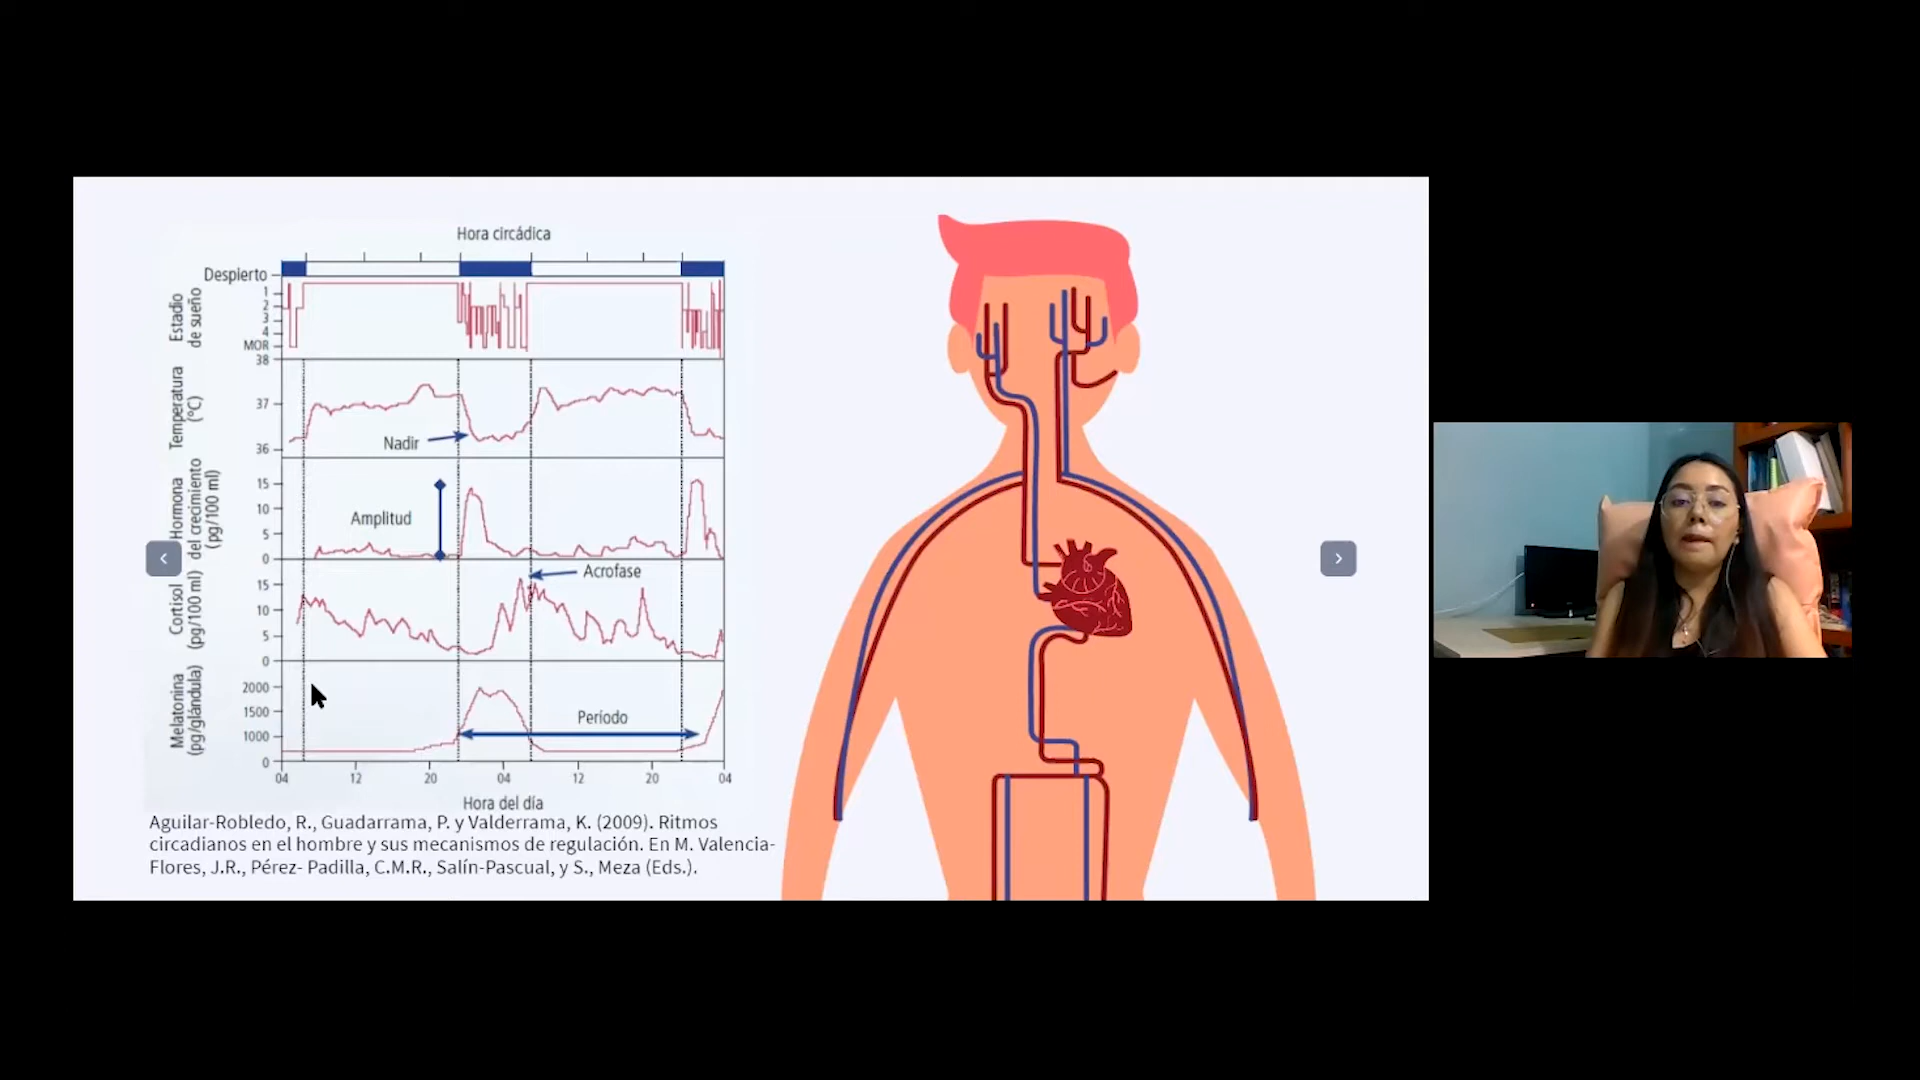 Hora circádica
Despierto
Estadio
de sueño
1
2
3
4
MOR
Temperatura
(°C)
38
37
36
Nadir
Hormona
del crecimiento
(pg/100 ml)
15
10
5
0
Amplitud
Cortisol
(pg/100 ml)
15
10
5
0
Acrofase
Melatonina
(pg/glándula)
2000
1500
1000
0
Período
04 12 20 04 12 20 04
Hora del día
Aguilar-Robledo, R., Guadarrama, P. y Valderrama, K. (2009). Ritmos
circadianos en el hombre y sus mecanismos de regulación. En M. Valencia-
Flores, J.R., Pérez- Padilla, C.M.R., Salín-Pascual, y S., Meza (Eds.).